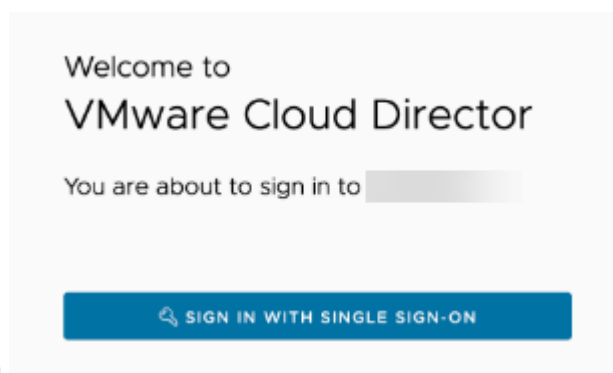 Welcome to
VMware Cloud Director
You are about to sign in to
SIGN IN WITH SINGLE SIGN-ON